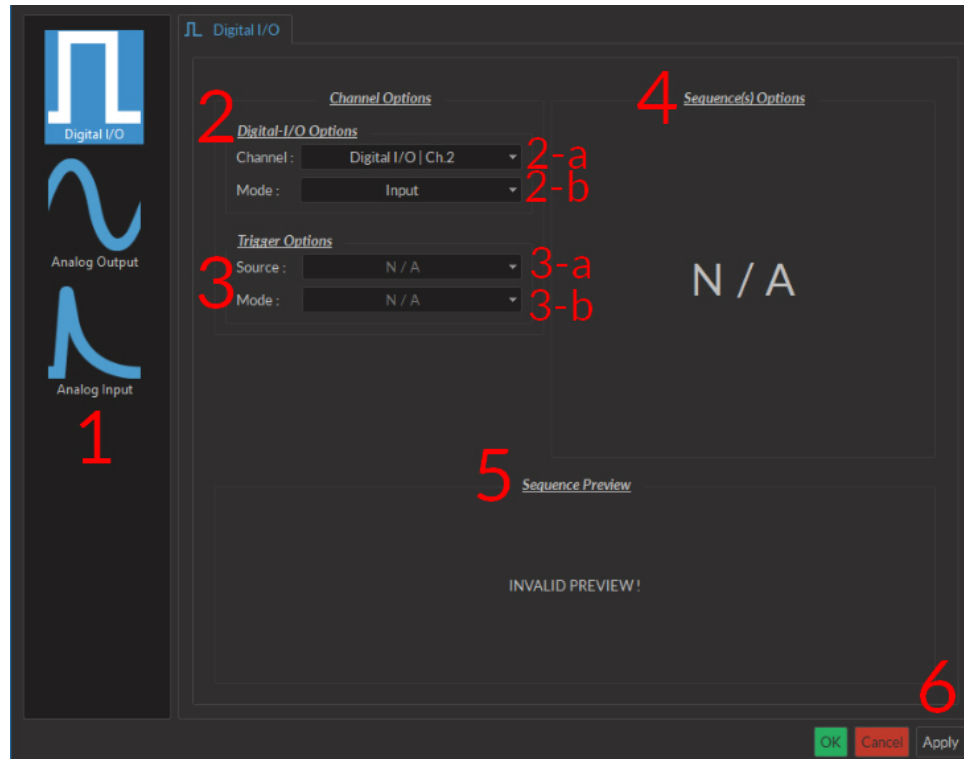 Digital I/O
Digital I/O
Analog Output
Analog Input
1
2
Channel Options
Digital-I/O Options
Channel :
Digital I/O | Ch.2
2-a
Mode :
Input
2-b
3
Trigger Options
Source :
N / A
3-a
Mode :
N / A
3-b
4
Sequence(s) Options
N / A
5
Sequence Preview
INVALID PREVIEW !
6
OK
Cancel
Apply